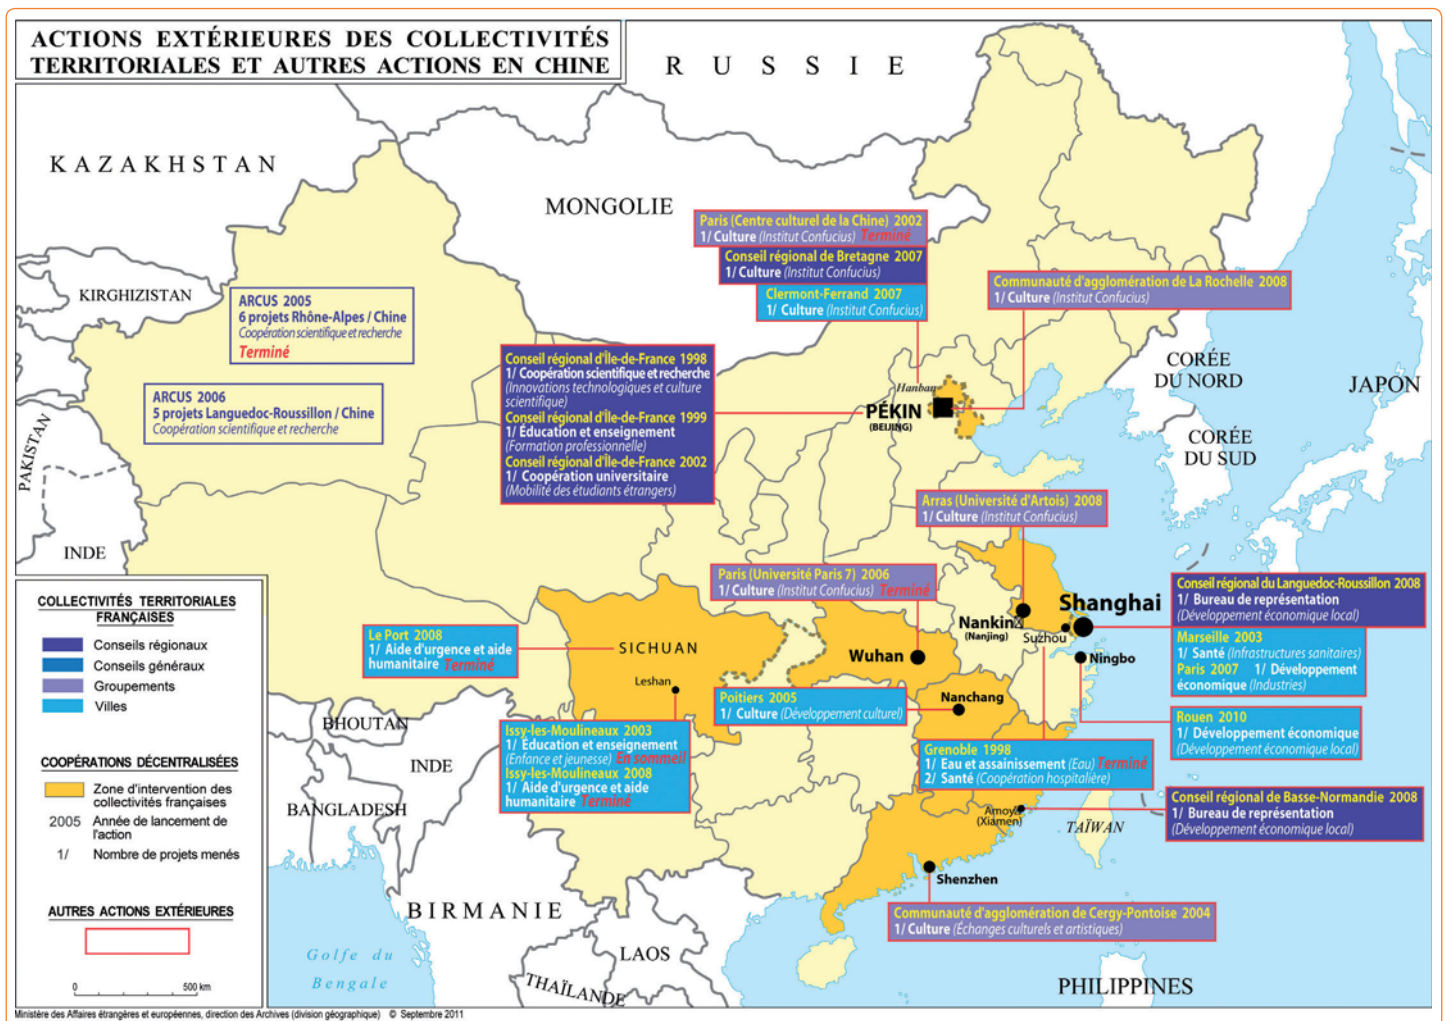 ACTIONS EXTÉRIEURES DES COLLECTIVITÉS
TERRITORIALES ET AUTRES ACTIONS EN CHINE
RUSSIE
KAZAKHSTAN
MONGOLIE
KIRGHIZISTAN
PAKISTAN
INDE
CORÉE
DU NORD
JAPON
CORÉE
DU SUD
Paris (Centre culturel de la Chine) 2002
1/ Culture (Institut Confucius) Terminé
Conseil régional de Bretagne 2007
1/ Culture (Institut Confucius)
Clermont-Ferrand 2007
1/ Culture (Institut Confucius)
Communauté d'agglomération de La Rochelle 2008
1/ Culture (Institut Confucius)
ARCUS 2005
6 projets Rhône-Alpes / Chine
Coopération scientifique et recherche
Terminé
ARCUS 2006
5 projets Languedoc-Roussillon / Chine
Coopération scientifique et recherche
Conseil régional d'Île-de-France 1998
1/ Coopération scientifique et recherche
(Innovations technologiques et culture
scientifique)
Conseil régional d'Île-de-France 1999
1/ Éducation et enseignement
(Formation professionnelle)
Conseil régional d'Île-de-France 2002
1/ Coopération universitaire
(Mobilité des étudiants étrangers)
Hanban
PÉKIN
(BEIJING)
Arras (Université d'Artois) 2008
1/ Culture (Institut Confucius)
Paris (Université Paris 7) 2006
1/ Culture (Institut Confucius) Terminé
Shanghai
Nankin
(Nanjing)
Suzhou
Ningbo
Wuhan
Nanchang
Conseil régional du Languedoc-Roussillon 2008
1/ Bureau de représentation
(Développement économique local)
Marseille 2003
1/ Santé (Infrastructures sanitaires)
Paris 2007 1/ Développement
économique (Industries)
Le Port 2008
1/ Aide d'urgence et aide
humanitaire Terminé
SICHUAN
Leshan
Poitiers 2005
1/ Culture (Développement culturel)
Rouen 2010
1/ Développement économique
(Développement économique local)
Issy-les-Moulineaux 2003
1/ Éducation et enseignement
(Enfance et jeunesse) En sommeil
Issy-les-Moulineaux 2008
1/ Aide d'urgence et aide
humanitaire Terminé
Grenoble 1998
1/ Eau et assainissement (Eau) Terminé
2/ Santé (Coopération hospitalière)
Conseil régional de Basse-Normandie 2008
1/ Bureau de représentation
(Développement économique local)
Amoy
(Xiamen)
TAÏWAN
Shenzhen
Communauté d'agglomération de Cergy-Pontoise 2004
1/ Culture (Échanges culturels et artistiques)
BHOUTAN
INDE
BANGLADESH
BIRMANIE
LAOS
THAÏLANDE
PHILIPPINES
Golfe du
Bengale
COLLECTIVITÉS TERRITORIALES
FRANÇAISES
Conseils régionaux
Conseils généraux
Groupements
Villes
COOPÉRATIONS DÉCENTRALISÉES
Zone d'intervention des
collectivités françaises
2005 Année de lancement de
l'action
1/ Nombre de projets menés
AUTRES ACTIONS EXTÉRIEURES
0 500 km
Ministère des Affaires étrangères et européennes, direction des Archives (division géographique) © Septembre 2011